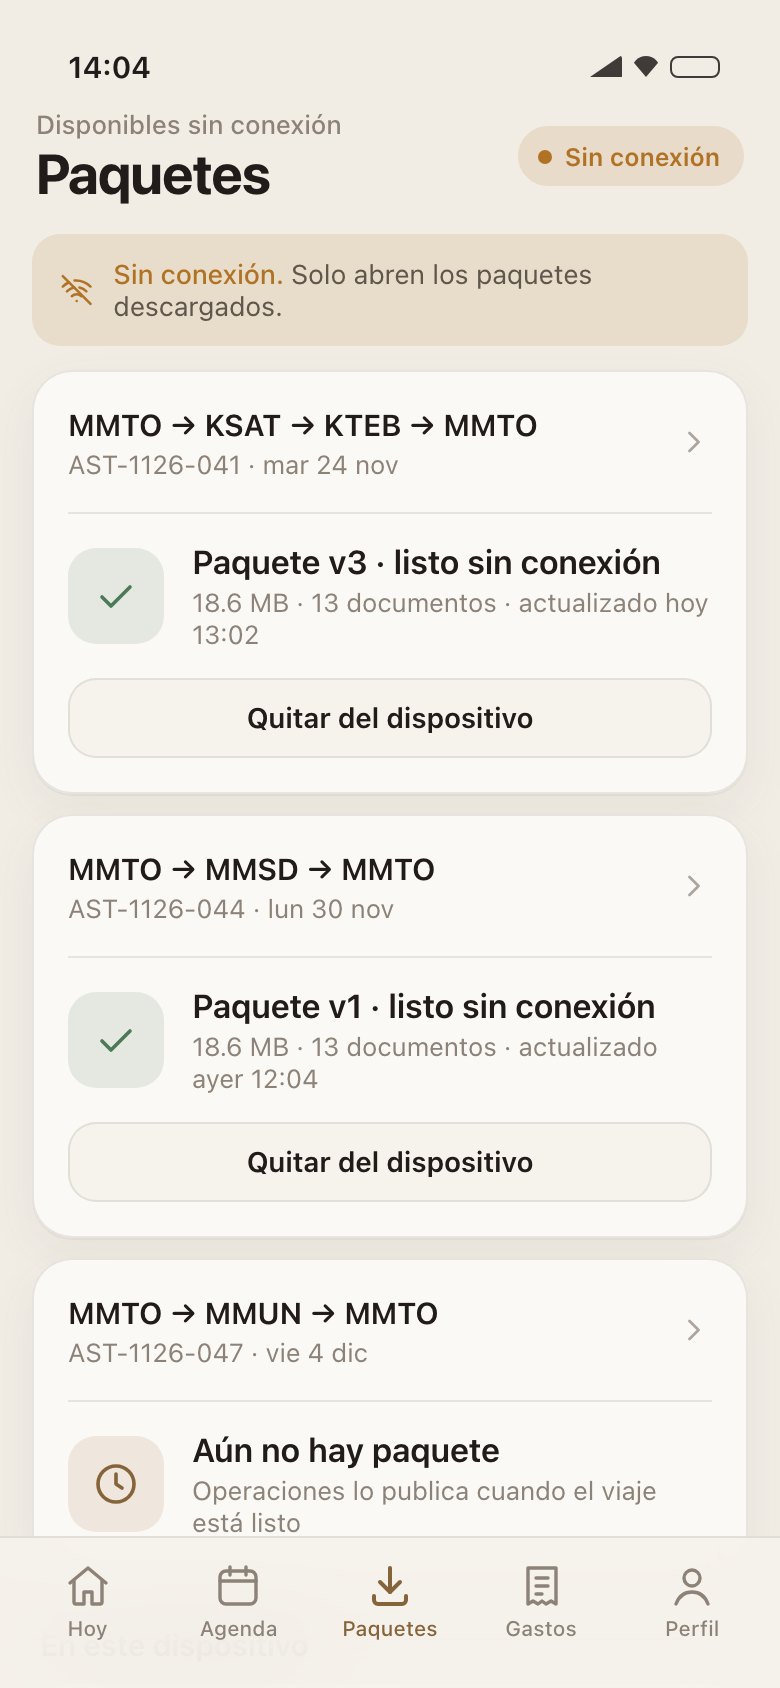 14:04
Disponibles sin conexión
Paquetes
Sin conexión
Sin conexión. Solo abren los paquetes
descargados.
MMTO → KSAT → KTEB → MMTO
AST-1126-041 · mar 24 nov
Paquete v3 · listo sin conexión
18.6 MB · 13 documentos · actualizado hoy
13:02
Quitar del dispositivo
MMTO → MMSD → MMTO
AST-1126-044 · lun 30 nov
Paquete v1 · listo sin conexión
18.6 MB · 13 documentos · actualizado
ayer 12:04
Quitar del dispositivo
MMTO → MMUN → MMTO
AST-1126-047 · vie 4 dic
Aún no hay paquete
Operaciones lo publica cuando el viaje
está listo
Hoy
Agenda
Paquetes
Gastos
Perfil
En este dispositivo